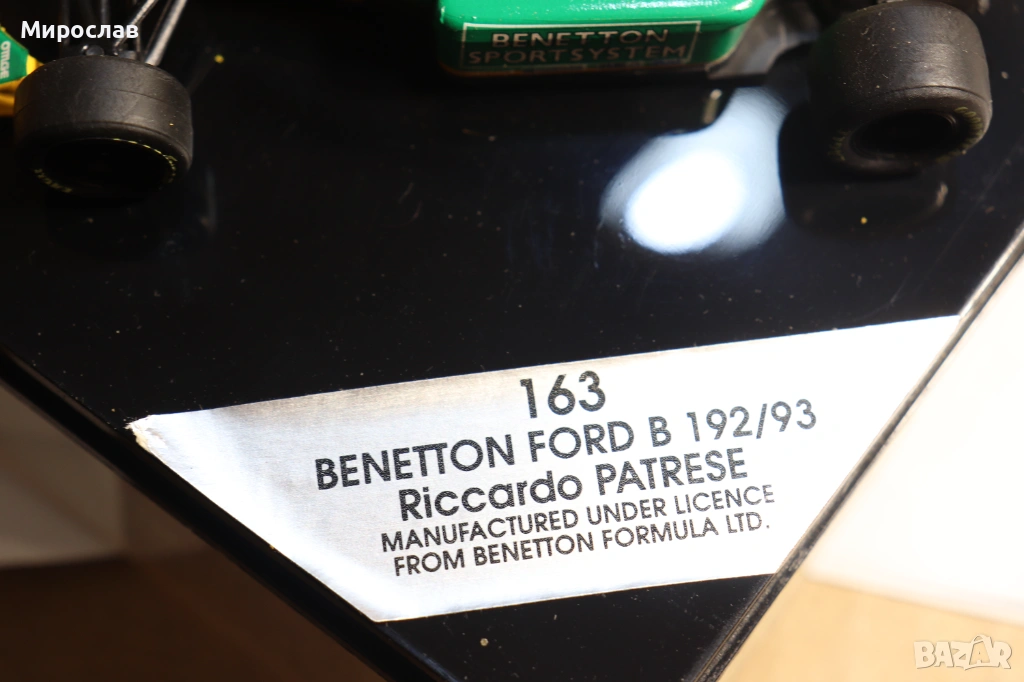 Мирослав
BENETTON
SPORTSYSTEM
163
BENETTON FORD B 192/93
Riccardo PATRESE
MANUFACTURED UNDER LICENCE
FROM BENETTON FORMULA LTD.
BAZAR